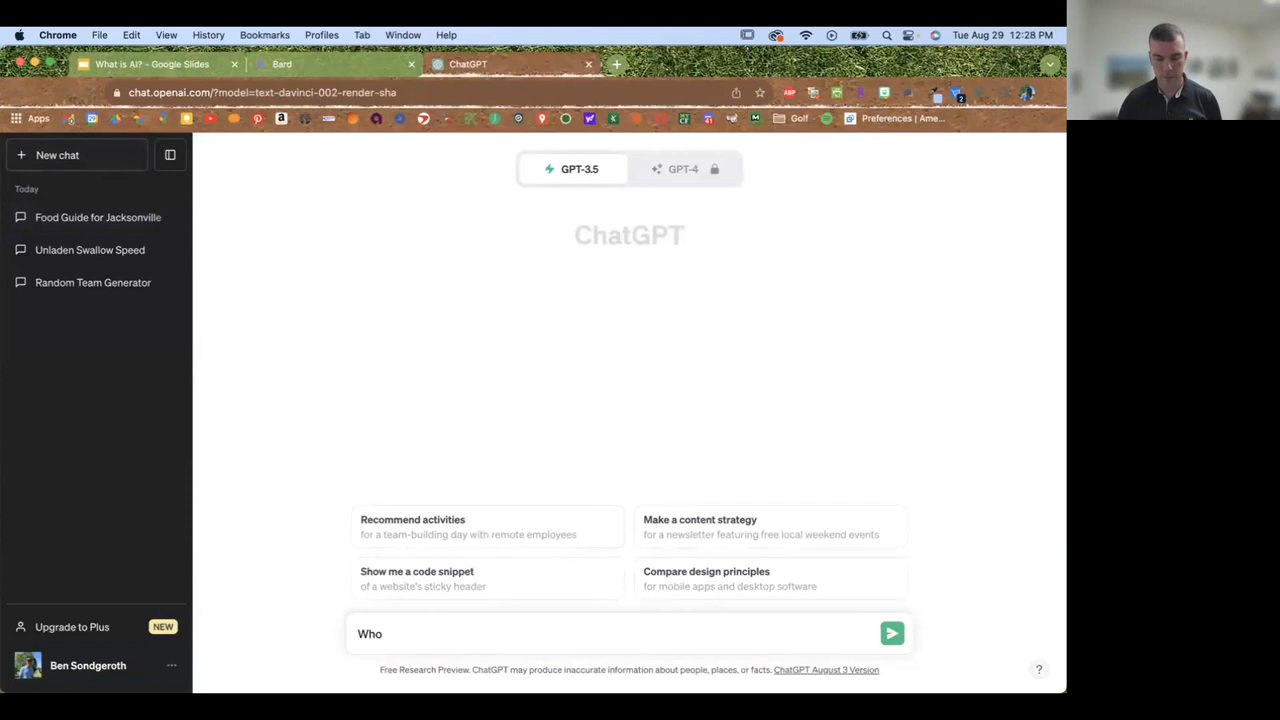 Chrome File Edit View History Bookmarks Profiles Tab Window Help Tue Aug 29 12:28 PM
What is AI? - Google Slides Bard ChatGPT
chat.openai.com/?model=text-davinci-002-render-sha
Apps Golf Preferences | Ame...
New chat
GPT-3.5 GPT-4
Today
Food Guide for Jacksonville
ChatGPT
Unladen Swallow Speed
Random Team Generator
Recommend activities
for a team-building day with remote employees
Make a content strategy
for a newsletter featuring free local weekend events
Show me a code snippet
of a website's sticky header
Compare design principles
for mobile apps and desktop software
Upgrade to Plus NEW
Who
Ben Sondgeroth ...
Free Research Preview. ChatGPT may produce inaccurate information about people, places, or facts. ChatGPT August 3 Version
?